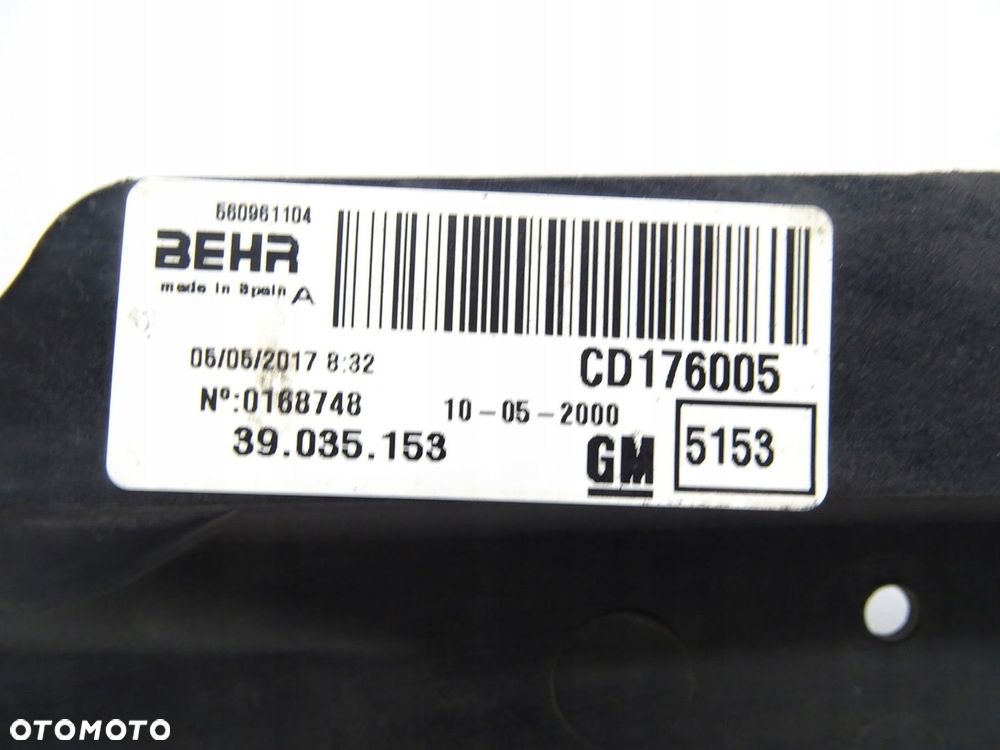 560961104
BEHR
made in Spain A
05/05/2017 8:32
CD176005
Nº:0168748
10-05-2000
39.035.153
GM
5153
OTOMOTO